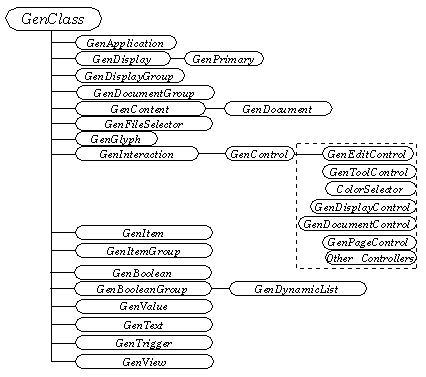 GenClass
GenApplication
GenDisplay GenPrimary
GenDisplayGroup
GenDocumentGroup
GenContent GenDocument
GenFileSelector
GenGlyph
GenInteraction GenControl GenEditControl
GenToolControl
ColorSelector
GenDisplayControl
GenDocumentControl
GenPageControl
Other Controllers
GenItem
GenItemGroup
GenBoolean
GenBooleanGroup GenDynamicList
GenValue
GenText
GenTrigger
GenView